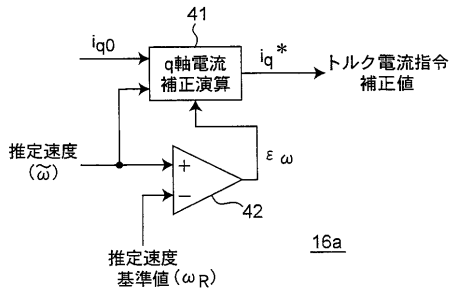 41
iq0
q軸電流
補正演算
iq*
トルク電流指令
補正値
推定速度
(ω̃)
+
−
εω
42
推定速度
基準値(ωR)
16a